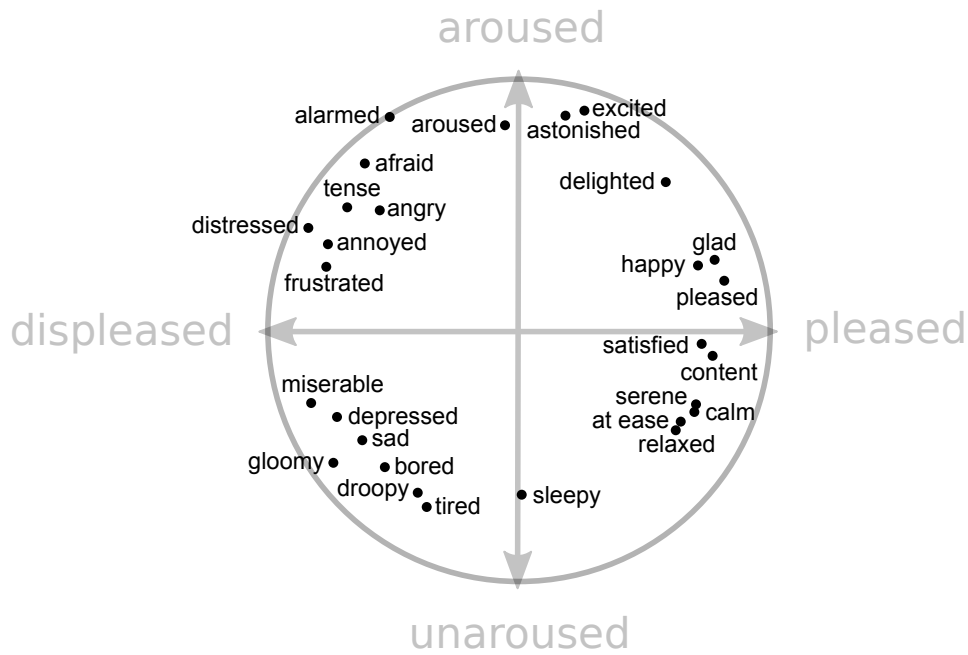 aroused
excited
alarmed
aroused
astonished
afraid
delighted
tense
angry
distressed
annoyed
glad
happy
frustrated
pleased
displeased
pleased
satisfied
content
miserable
serene
depressed
calm
at ease
sad
relaxed
gloomy
bored
droopy
sleepy
tired
unaroused